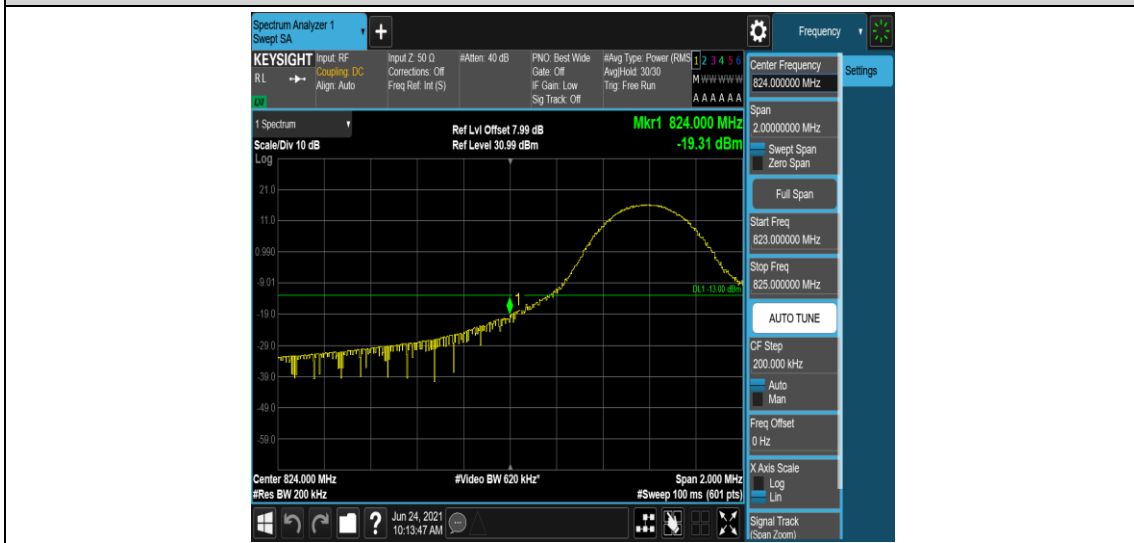 Spectrum Analyzer 1
Swept SA
+
Frequency
KEYSIGHT
RL
LXI
Input: RF
Coupling: DC
Align: Auto
Input Z: 50 Ω
Corrections: Off
Freq Ref: Int (S)
#Atten: 40 dB
PNO: Best Wide
Gate: Off
IF Gain: Low
Sig Track: Off
#Avg Type: Power (RMS
Avg|Hold: 30/30
Trig: Free Run
1 2 3 4 5 6
M W W W W W
A A A A A A
Center Frequency
824.000000 MHz
Settings
Span
2.00000000 MHz
Swept Span
Zero Span
Full Span
Start Freq
823.000000 MHz
Stop Freq
825.000000 MHz
AUTO TUNE
CF Step
200.000 kHz
Auto
Man
Freq Offset
0 Hz
X Axis Scale
Log
Lin
Signal Track
(Span Zoom)
1 Spectrum
Scale/Div 10 dB
Log
Ref Lvl Offset 7.99 dB
Ref Level 30.99 dBm
Mkr1 824.000 MHz
-19.31 dBm
21.0
11.0
0.990
-9.01
-19.0
-29.0
-39.0
-49.0
-59.0
1
DL1 -13.00 dBm
Center 824.000 MHz
#Res BW 200 kHz
#Video BW 620 kHz*
Span 2.000 MHz
#Sweep 100 ms (601 pts)
?
Jun 24, 2021
10:13:47 AM